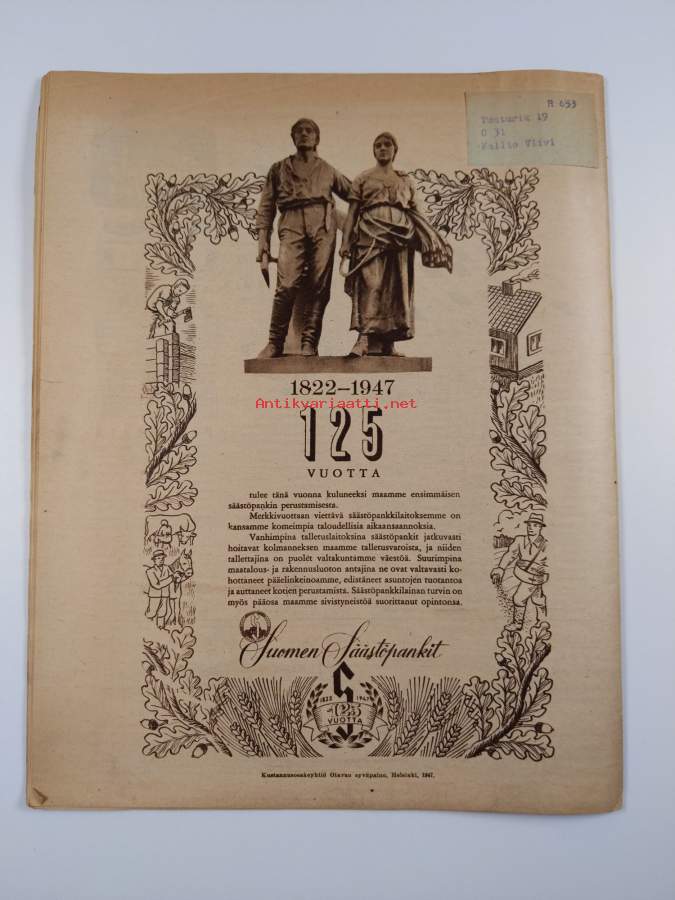 R 653
19
C 31
Kallio Viivi
1822–1947
Antikvariaatti.net
125
VUOTTA
tulee tänä vuonna kuluneeksi maamme ensimmäisen
säästöpankin perustamisesta.
Merkkivuottaan viettävä säästöpankkilaitoksemme on
kansamme komeimpia taloudellisia aikaansaannoksia.
Vanhimpina talletuslaitoksina säästöpankit jatkuvasti
hoitavat kolmanneksen maamme talletusvaroista, ja niiden
tallettajina on puolet valtakuntamme väestöä. Suurimpina
maatalous- ja rakennusluoton antajina ne ovat valtavasti ko-
hottaneet pääelinkeinoamme, edistäneet asuntojen tuotantoa
ja auttaneet kotien perustamista. Säästöpankkilainan turvin on
myös pääosa maamme sivistyneistöä suorittanut opintonsa.
Suomen Säästöpankit
1822 1947
125
VUOTTA
Kustannusosakeyhtiö Otavan syväpaino, Helsinki, 1947.